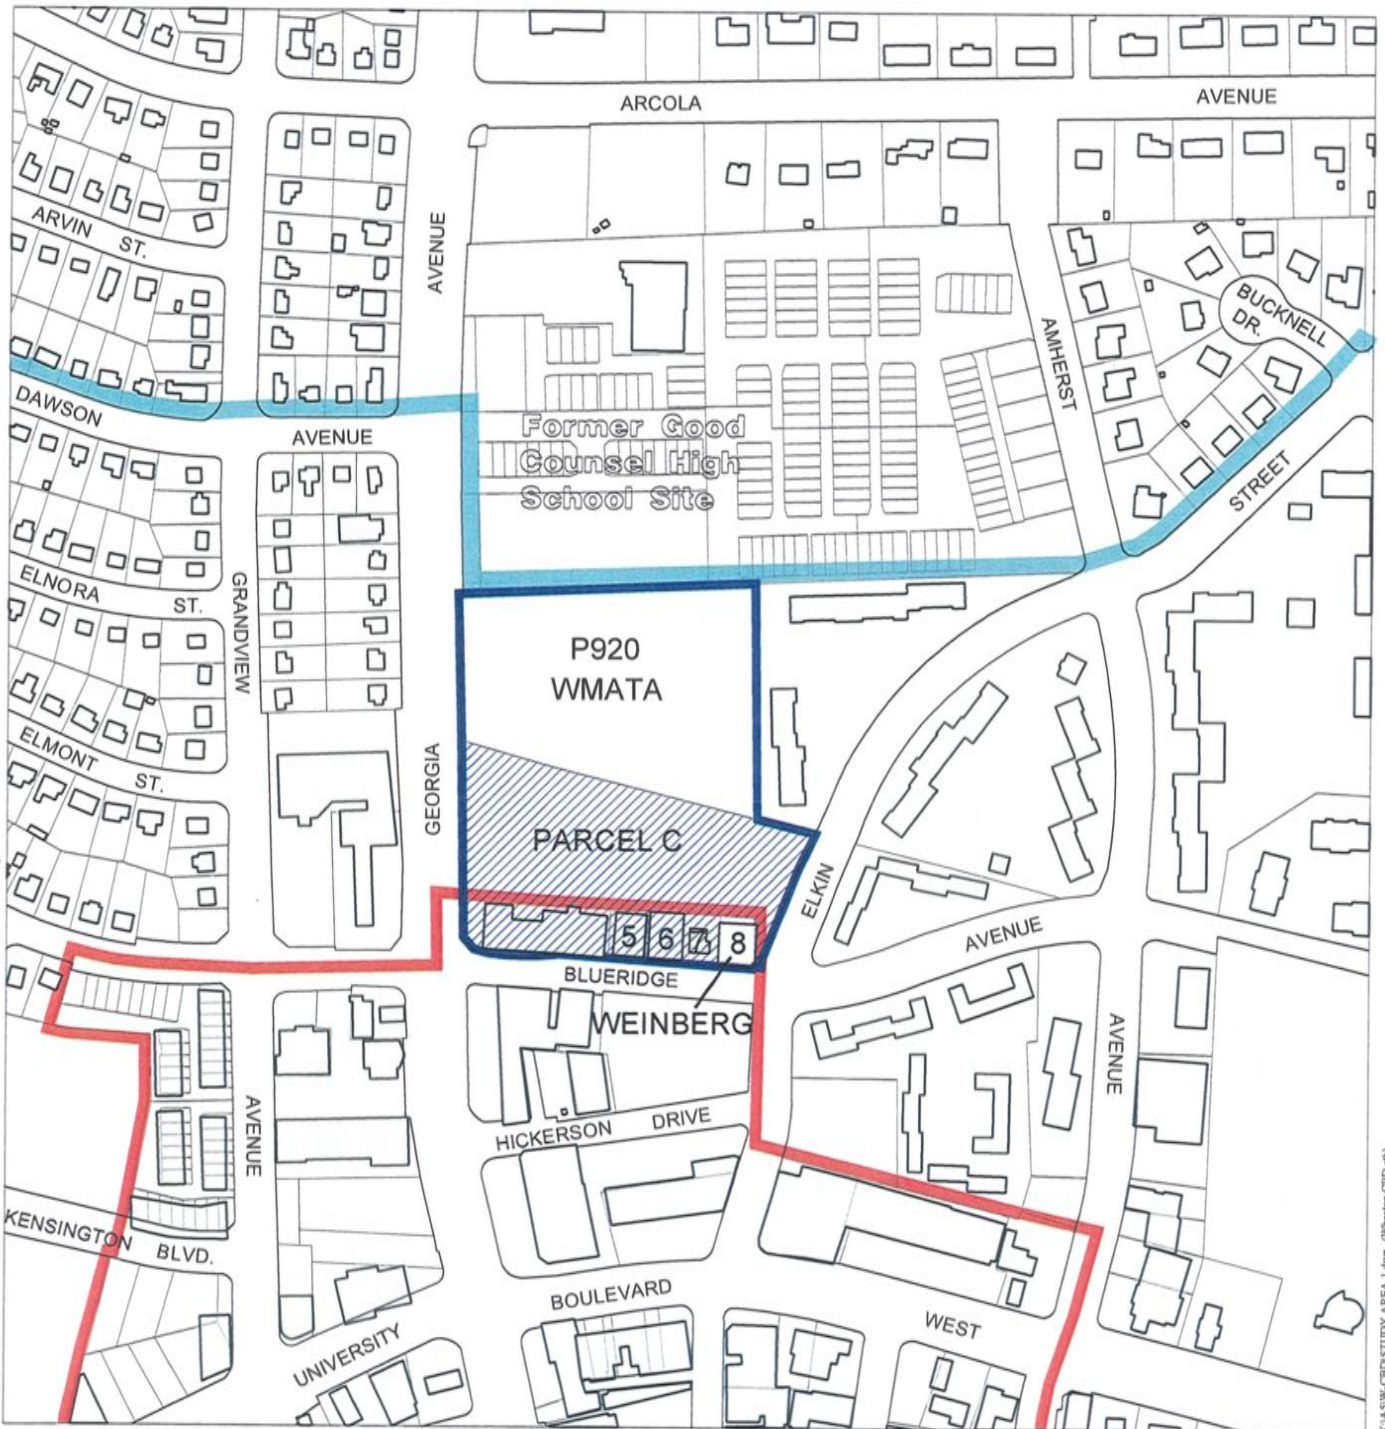 ARCOLA
AVENUE
ARVIN ST.
AVENUE
BUCKNELL
DR.
AMHERST
DAWSON
AVENUE
Former Good
Counsel High
School Site
STREET
ELNORA ST.
GRANDVIEW
P920
WMATA
ELMONT ST.
GEORGIA
PARCEL C
ELKIN
5 6 7 8
AVENUE
BLUERIDGE
WEINBERG
AVENUE
AVENUE
HICKERSON DRIVE
KENSINGTON BLVD.
BOULEVARD
WEST
UNIVERSITY